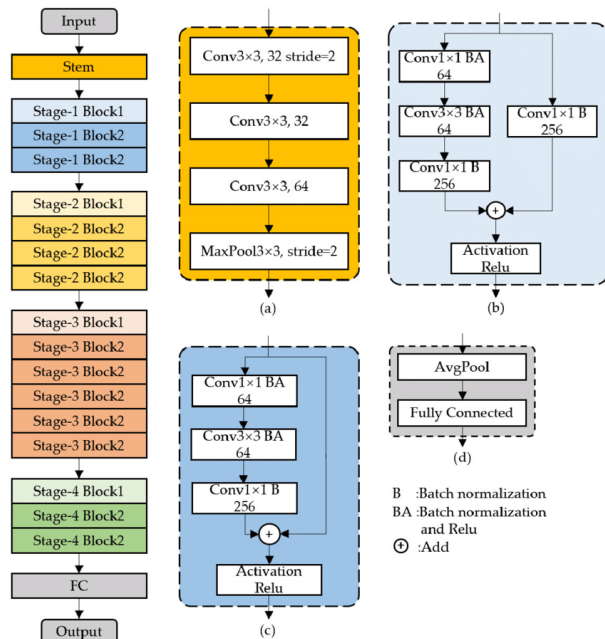 Input
Stem
Stage-1 Block1
Stage-1 Block2
Stage-1 Block2
Stage-2 Block1
Stage-2 Block2
Stage-2 Block2
Stage-2 Block2
Stage-3 Block1
Stage-3 Block2
Stage-3 Block2
Stage-3 Block2
Stage-3 Block2
Stage-3 Block2
Stage-4 Block1
Stage-4 Block2
Stage-4 Block2
FC
Output
Conv3×3, 32 stride=2
Conv3×3, 32
Conv3×3, 64
MaxPool3×3, stride=2
(a)
Conv1×1 BA
64
Conv3×3 BA
64
Conv1×1 B
256
Conv1×1 B
256
+
Activation
Relu
(b)
Conv1×1 BA
64
Conv3×3 BA
64
Conv1×1 B
256
+
Activation
Relu
(c)
AvgPool
Fully Connected
(d)
B :Batch normalization
BA :Batch normalization
and Relu
+ :Add